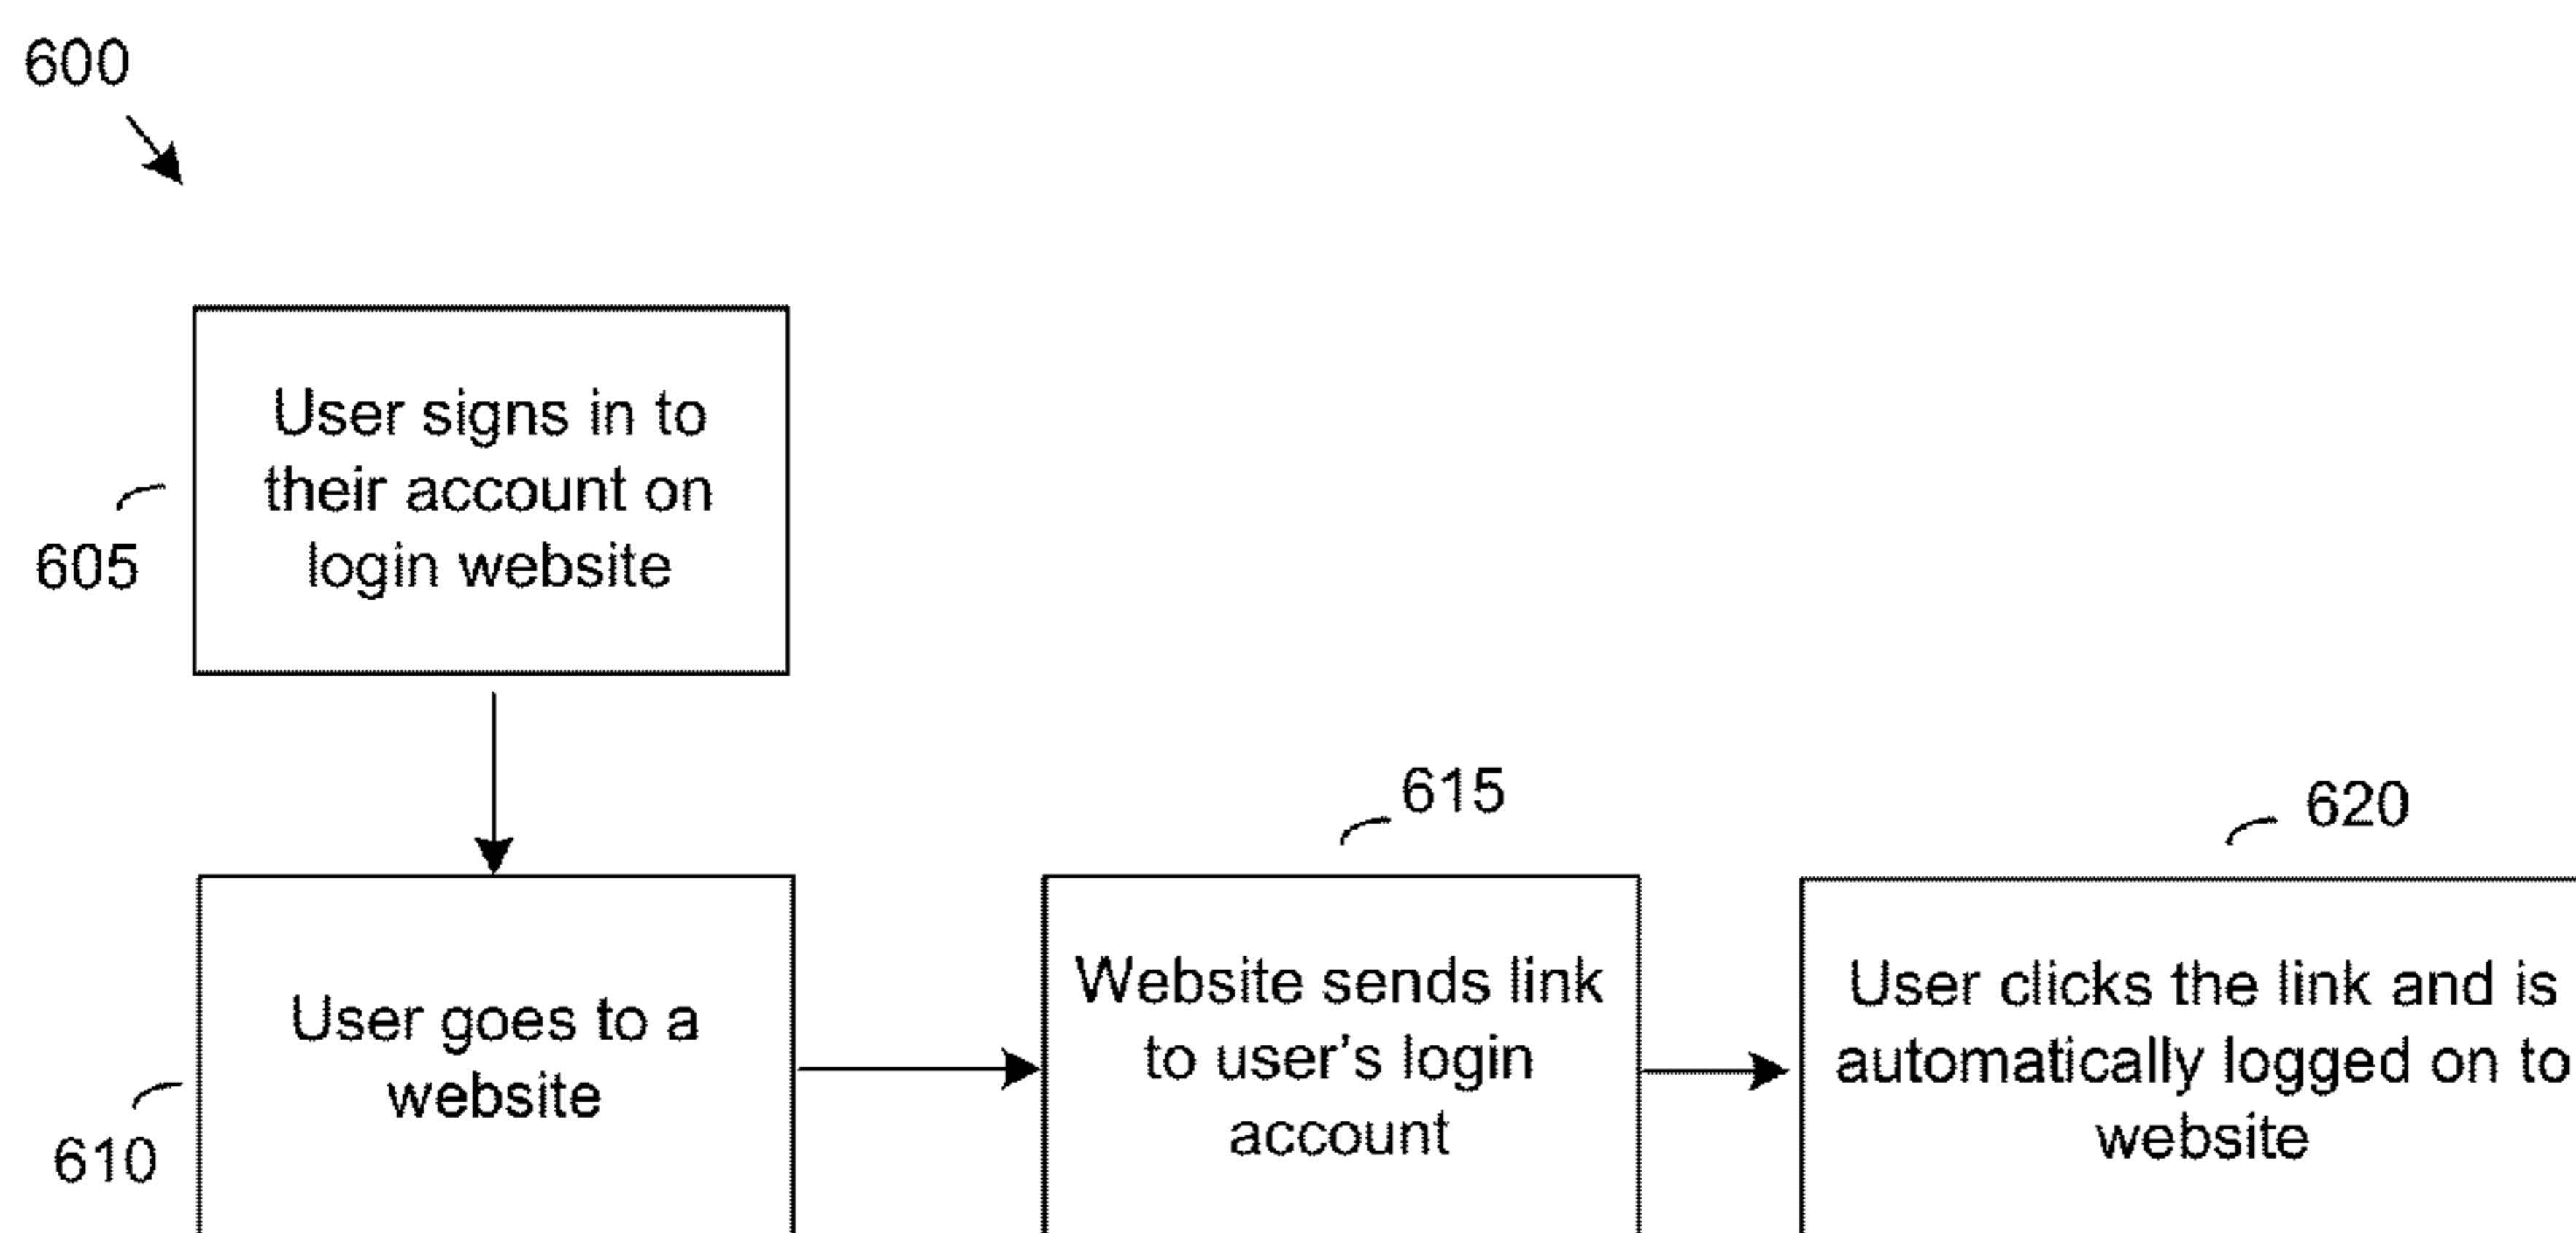 600
User signs in to
their account on
login website
605
615
620
User goes to a
website
610
Website sends link
to user's login
account
User clicks the link and is
automatically logged on to
website